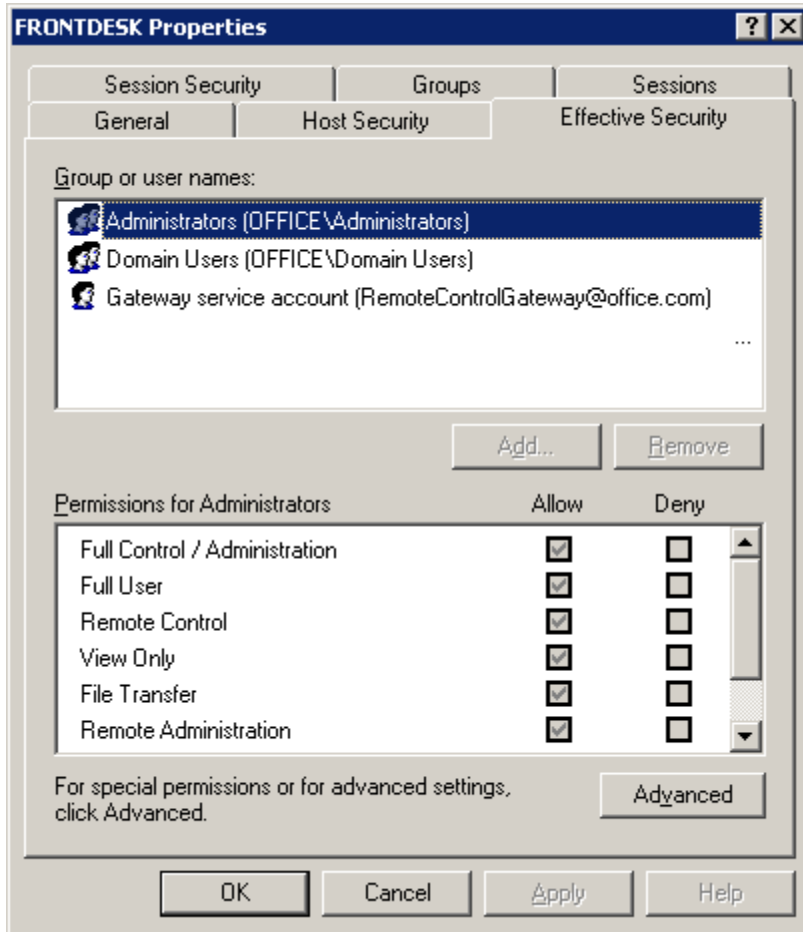 FRONTDESK Properties
Session Security Groups Sessions
General Host Security Effective Security
Group or user names:
Administrators (OFFICE\Administrators)
Domain Users (OFFICE\Domain Users)
Gateway service account (RemoteControlGateway@office.com)
...
Add... Remove
Permissions for Administrators Allow Deny
Full Control / Administration
Full User
Remote Control
View Only
File Transfer
Remote Administration
For special permissions or for advanced settings,
click Advanced.
Advanced
OK Cancel Apply Help